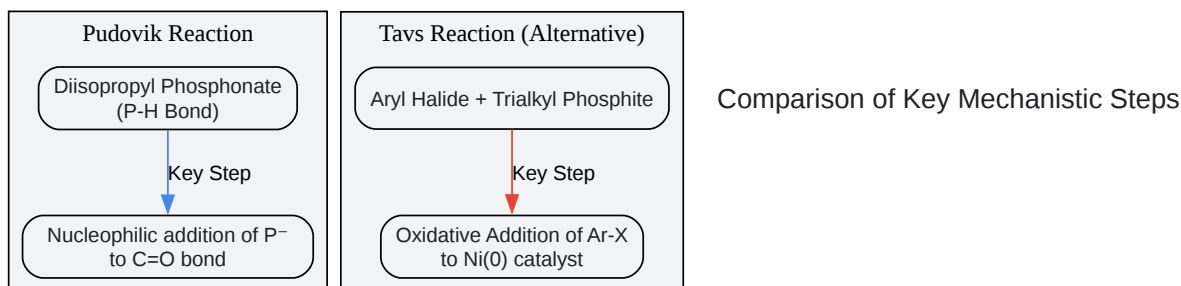 Pudovik Reaction
Diisopropyl Phosphonate
(P-H Bond)
Key Step
Nucleophilic addition of P⁻
to C=O bond
Tavs Reaction (Alternative)
Aryl Halide + Trialkyl Phosphite
Key Step
Oxidative Addition of Ar-X
to Ni(0) catalyst
Comparison of Key Mechanistic Steps